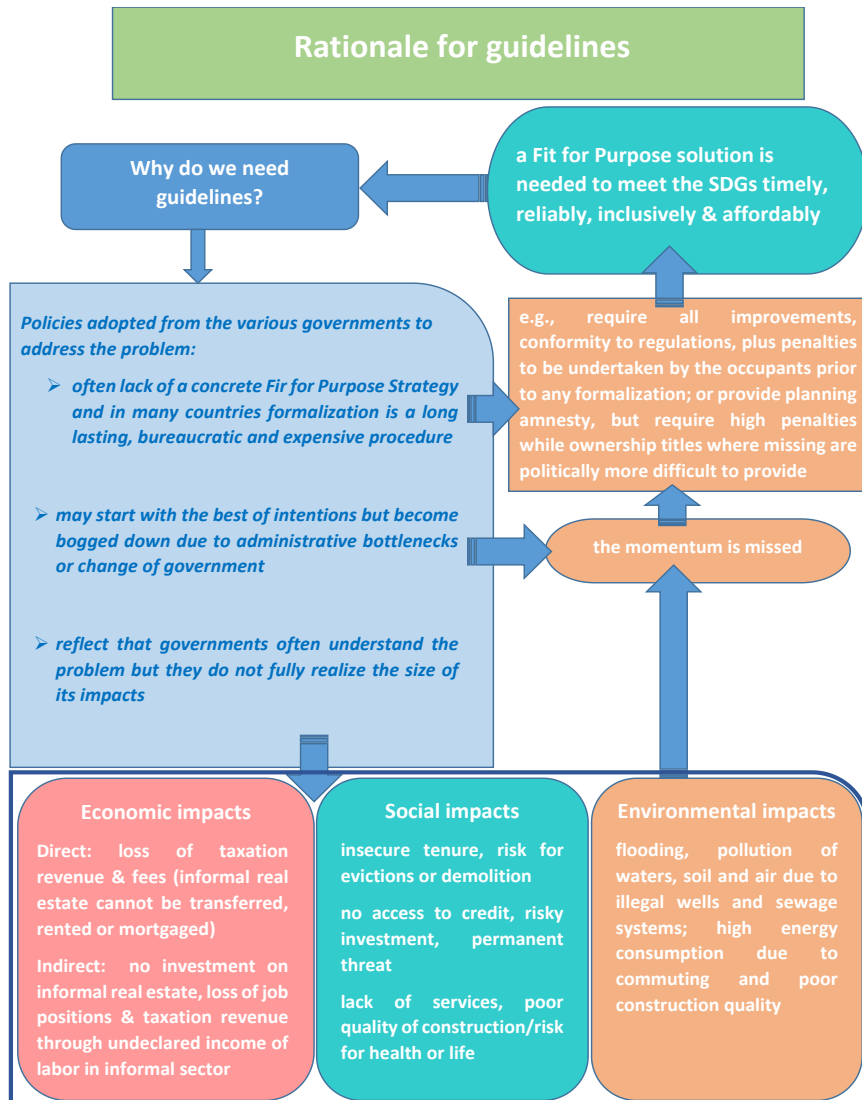 Rationale for guidelines
Why do we need
guidelines?
a Fit for Purpose solution is
needed to meet the SDGs timely,
reliably, inclusively & affordably
Policies adopted from the various governments to
address the problem:
➢ often lack of a concrete Fir for Purpose Strategy
and in many countries formalization is a long
lasting, bureaucratic and expensive procedure
➢ may start with the best of intentions but become
bogged down due to administrative bottlenecks
or change of government
➢ reflect that governments often understand the
problem but they do not fully realize the size of
its impacts
e.g., require all improvements,
conformity to regulations, plus penalties
to be undertaken by the occupants prior
to any formalization; or provide planning
amnesty, but require high penalties
while ownership titles where missing are
politically more difficult to provide
the momentum is missed
Economic impacts
Direct: loss of taxation
revenue & fees (informal real
estate cannot be transferred,
rented or mortgaged)
Indirect: no investment on
informal real estate, loss of job
positions & taxation revenue
through undeclared income of
labor in informal sector
Social impacts
insecure tenure, risk for
evictions or demolition
no access to credit, risky
investment, permanent
threat
lack of services, poor
quality of construction/risk
for health or life
Environmental impacts
flooding, pollution of
waters, soil and air due to
illegal wells and sewage
systems; high energy
consumption due to
commuting and poor
construction quality